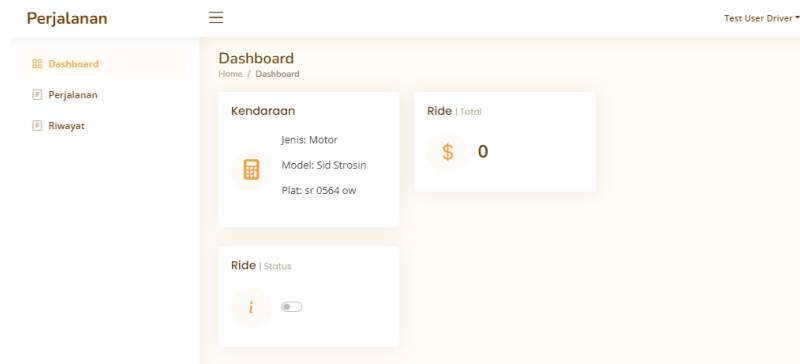 Perjalanan
Test User Driver
Dashboard
Perjalanan
Riwayat
Dashboard
Home / Dashboard
Kendaraan
Jenis: Motor
Model: Sid Strosin
Plat: sr 0564 ow
Ride | Total
$ 0
Ride | Status
i